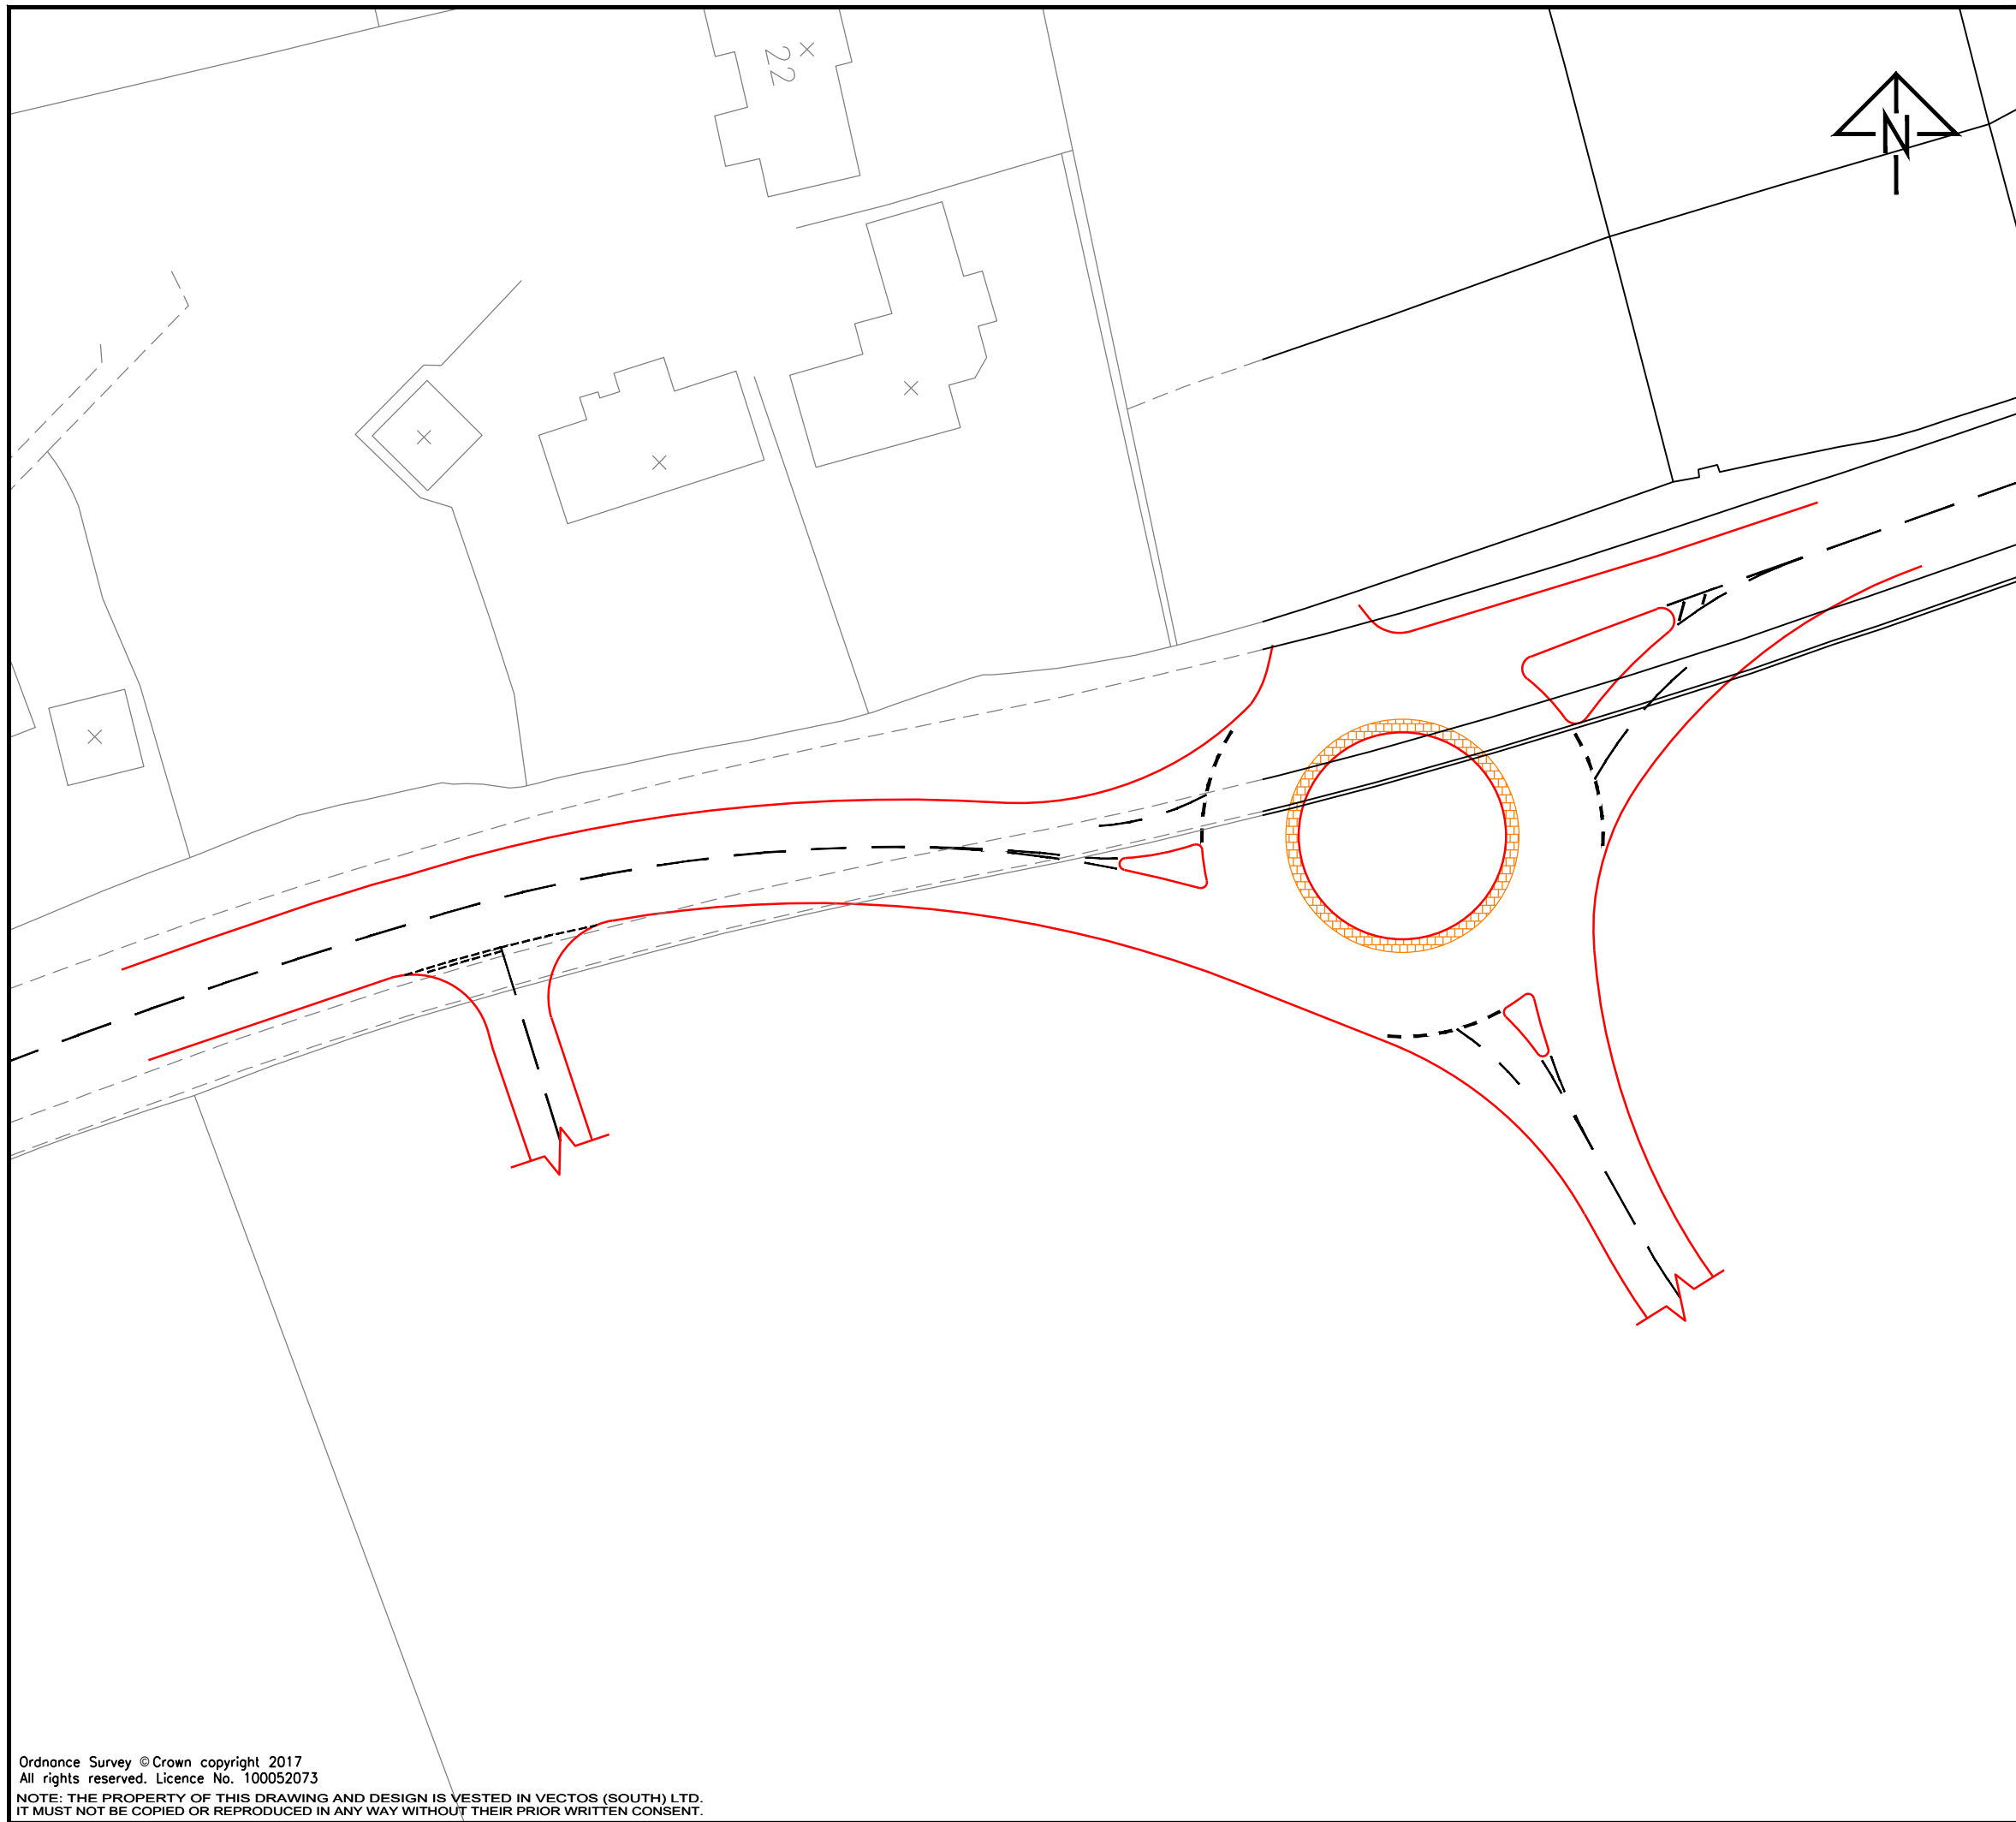 22
N
Ordnance Survey © Crown copyright 2017
All rights reserved. Licence No. 100052073
NOTE: THE PROPERTY OF THIS DRAWING AND DESIGN IS VESTED IN VECTOS (SOUTH) LTD.
IT MUST NOT BE COPIED OR REPRODUCED IN ANY WAY WITHOUT THEIR PRIOR WRITTEN CONSENT.